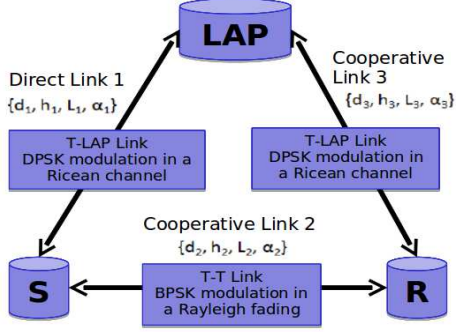 LAP
Direct Link 1
{d₁, h₁, L₁, α₁}
Cooperative
Link 3
{d₃, h₃, L₃, α₃}
T-LAP Link
DPSK modulation in a
Ricean channel
T-LAP Link
DPSK modulation in
a Ricean channel
Cooperative Link 2
{d₂, h₂, L₂, α₂}
S
T-T Link
BPSK modulation in
a Rayleigh fading
R